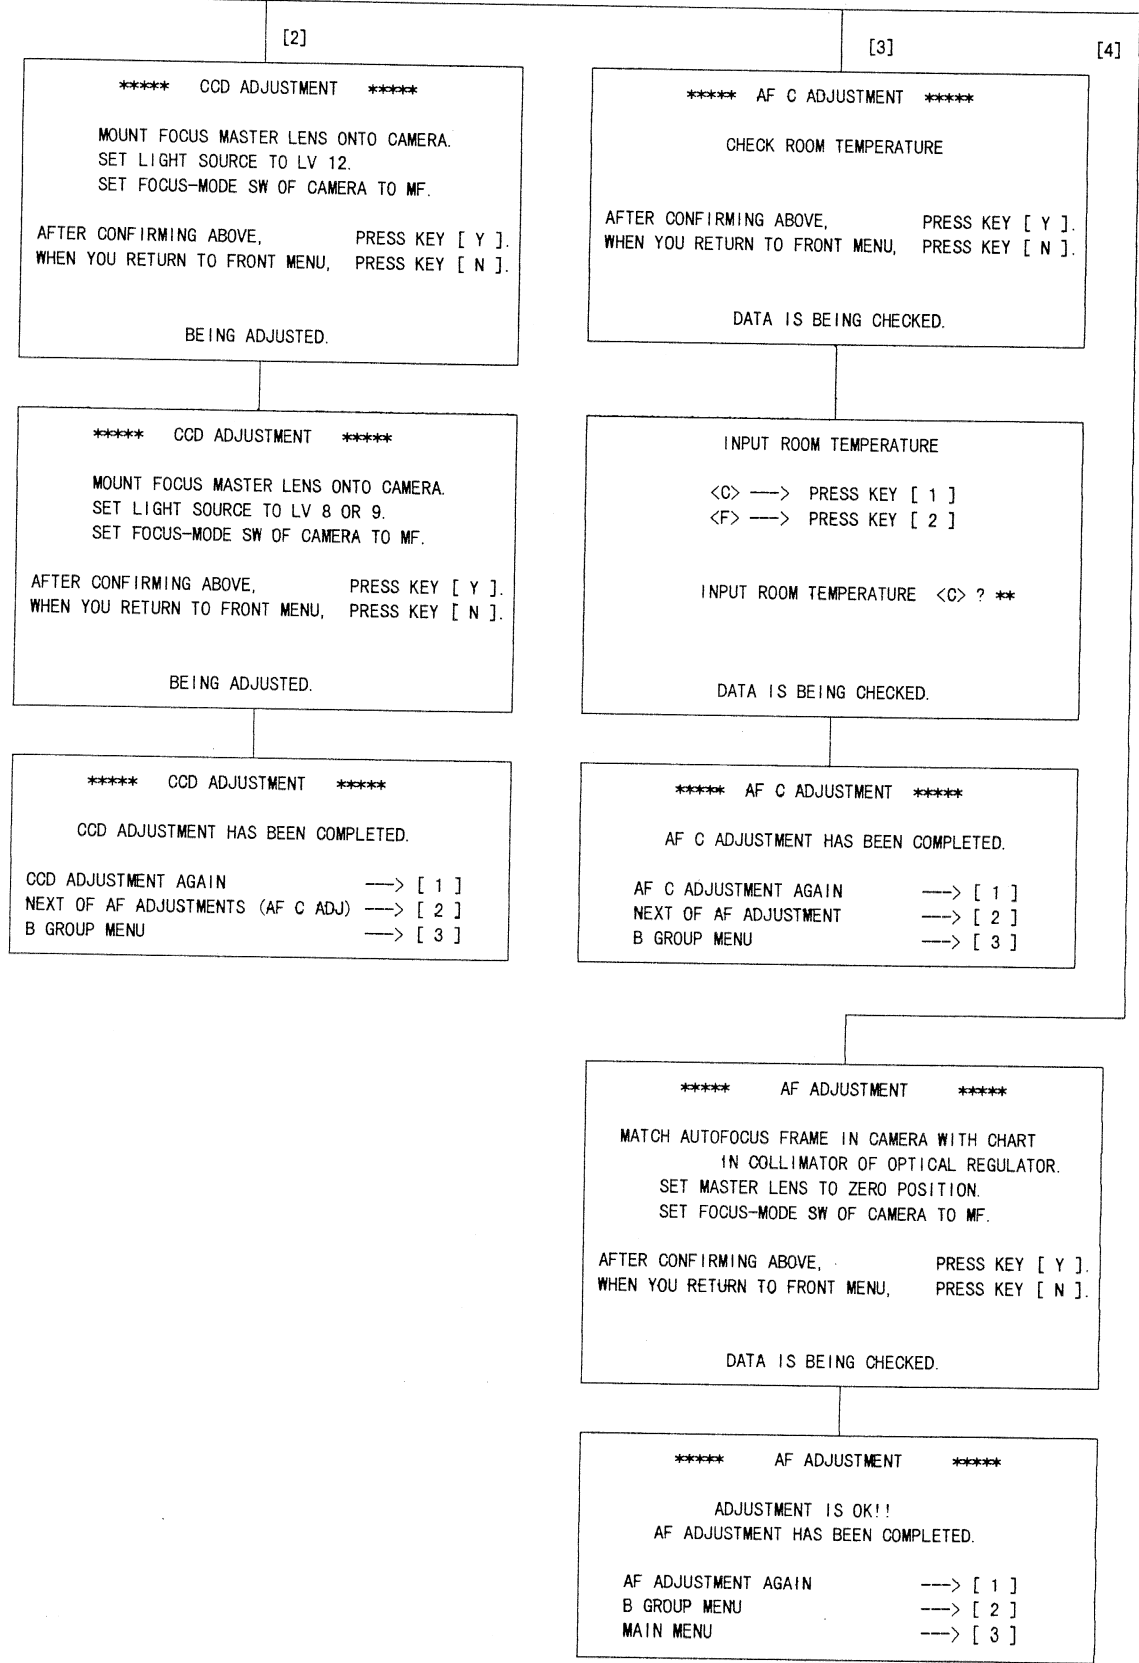 [2]
***** CCD ADJUSTMENT *****
MOUNT FOCUS MASTER LENS ONTO CAMERA.
SET LIGHT SOURCE TO LV 12.
SET FOCUS-MODE SW OF CAMERA TO MF.
AFTER CONFIRMING ABOVE, PRESS KEY [ Y ].
WHEN YOU RETURN TO FRONT MENU, PRESS KEY [ N ].
BEING ADJUSTED.
***** CCD ADJUSTMENT *****
MOUNT FOCUS MASTER LENS ONTO CAMERA.
SET LIGHT SOURCE TO LV 8 OR 9.
SET FOCUS-MODE SW OF CAMERA TO MF.
AFTER CONFIRMING ABOVE, PRESS KEY [ Y ].
WHEN YOU RETURN TO FRONT MENU, PRESS KEY [ N ].
BEING ADJUSTED.
***** CCD ADJUSTMENT *****
CCD ADJUSTMENT HAS BEEN COMPLETED.
CCD ADJUSTMENT AGAIN ---> [ 1 ]
NEXT OF AF ADJUSTMENTS (AF C ADJ) ---> [ 2 ]
B GROUP MENU ---> [ 3 ]
[3]
***** AF C ADJUSTMENT *****
CHECK ROOM TEMPERATURE
AFTER CONFIRMING ABOVE, PRESS KEY [ Y ].
WHEN YOU RETURN TO FRONT MENU, PRESS KEY [ N ].
DATA IS BEING CHECKED.
INPUT ROOM TEMPERATURE
<C> ---> PRESS KEY [ 1 ]
<F> ---> PRESS KEY [ 2 ]
INPUT ROOM TEMPERATURE <C> ? **
DATA IS BEING CHECKED.
***** AF C ADJUSTMENT *****
AF C ADJUSTMENT HAS BEEN COMPLETED.
AF C ADJUSTMENT AGAIN ---> [ 1 ]
NEXT OF AF ADJUSTMENT ---> [ 2 ]
B GROUP MENU ---> [ 3 ]
[4]
***** AF ADJUSTMENT *****
MATCH AUTOFOCUS FRAME IN CAMERA WITH CHART
IN COLLIMATOR OF OPTICAL REGULATOR.
SET MASTER LENS TO ZERO POSITION.
SET FOCUS-MODE SW OF CAMERA TO MF.
AFTER CONFIRMING ABOVE, PRESS KEY [ Y ].
WHEN YOU RETURN TO FRONT MENU, PRESS KEY [ N ].
DATA IS BEING CHECKED.
***** AF ADJUSTMENT *****
ADJUSTMENT IS OK!!
AF ADJUSTMENT HAS BEEN COMPLETED.
AF ADJUSTMENT AGAIN ---> [ 1 ]
B GROUP MENU ---> [ 2 ]
MAIN MENU ---> [ 3 ]